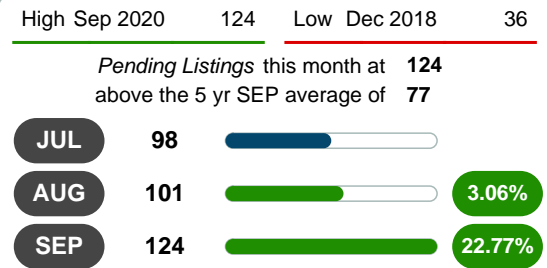 High Sep 2020 124 Low Dec 2018 36
Pending Listings this month at 124
above the 5 yr SEP average of 77
JUL 98
AUG 101 3.06%
SEP 124 22.77%